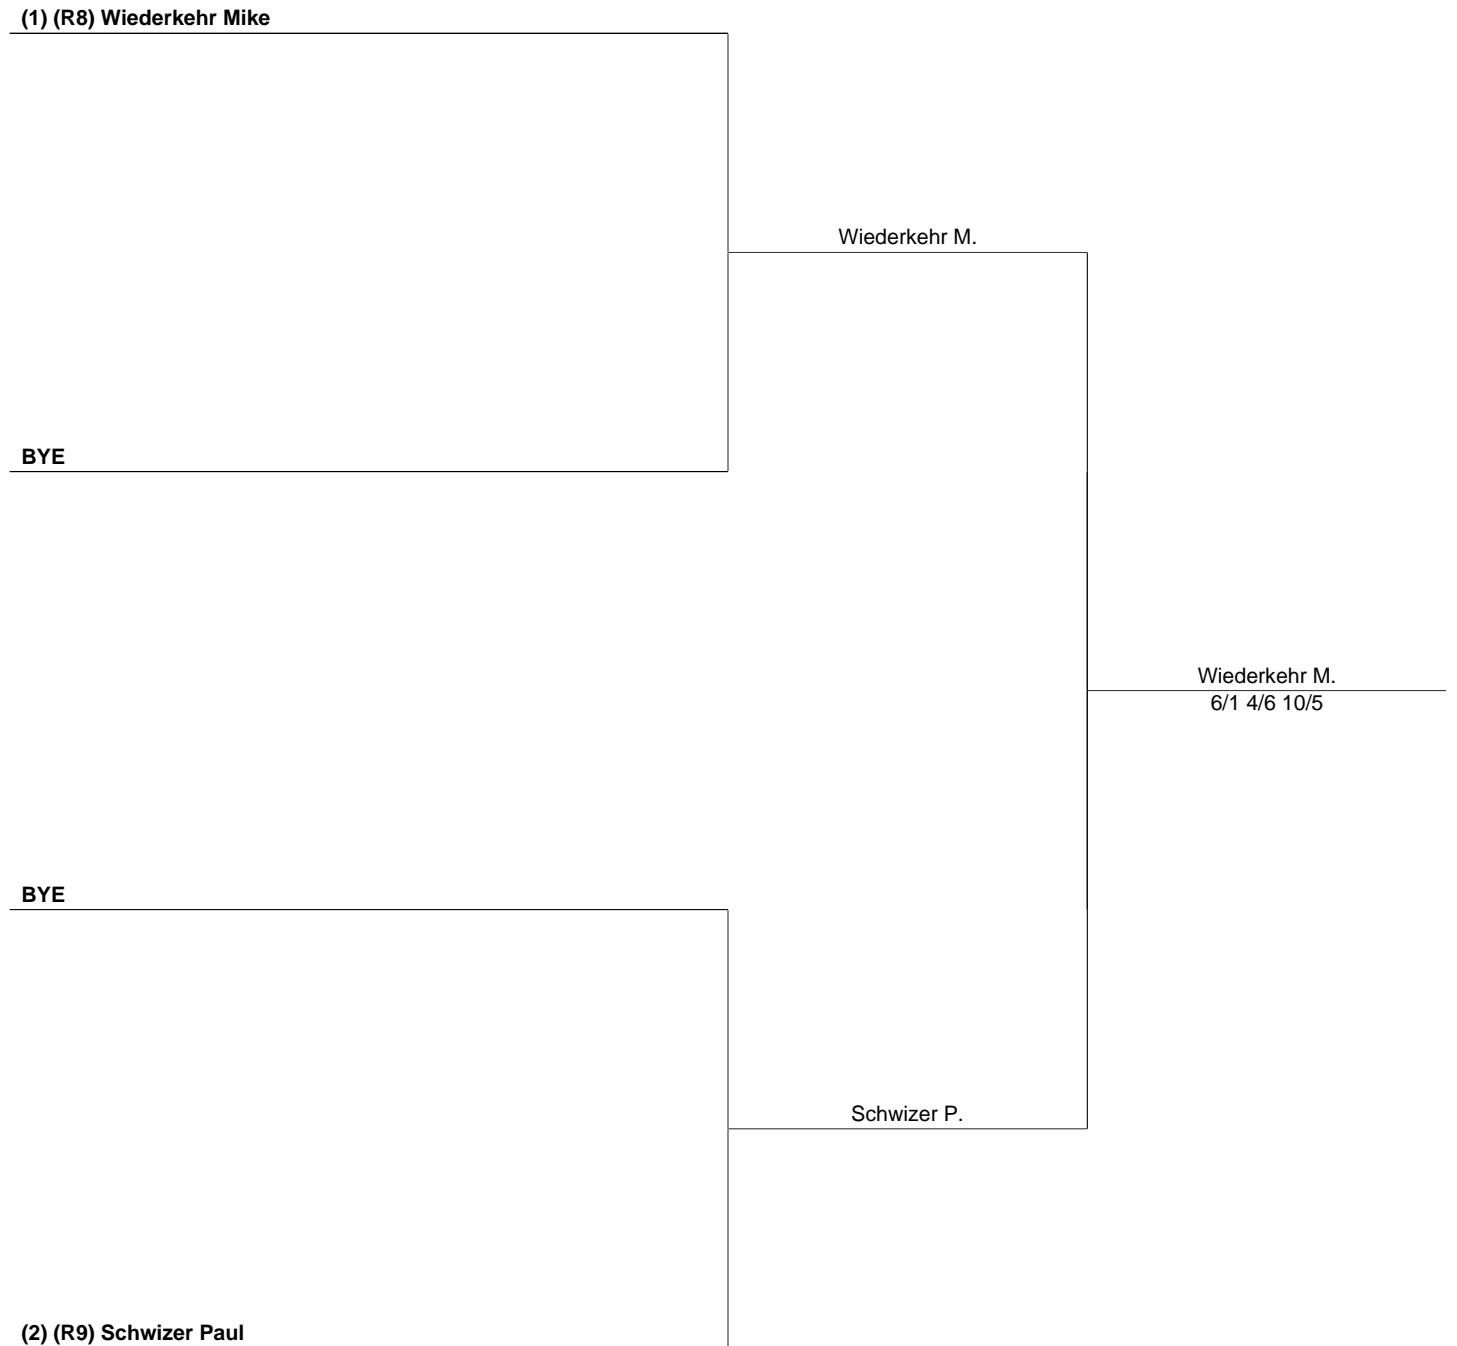 (1) (R8) Wiederkehr Mike
Wiederkehr M.
BYE
Wiederkehr M.
6/1 4/6 10/5
BYE
Schwizer P.
(2) (R9) Schwizer Paul